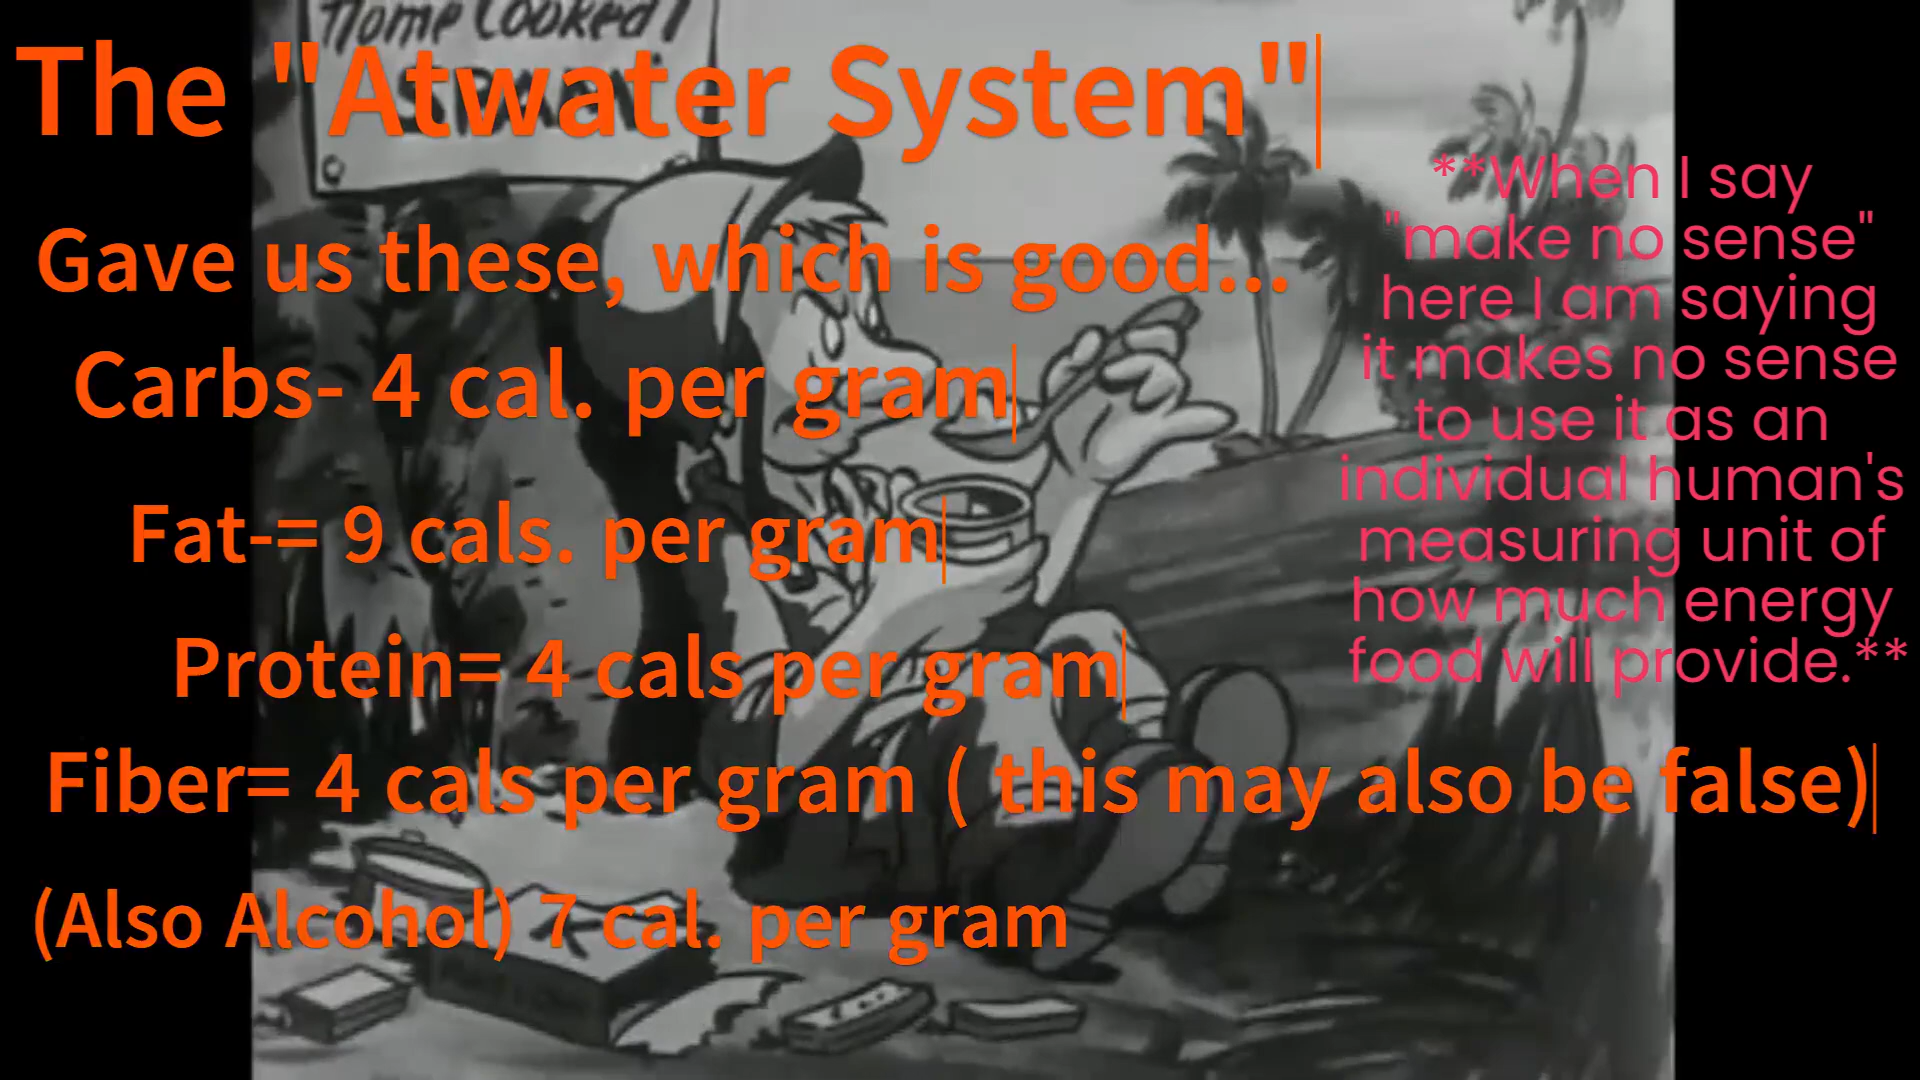 Home Cooked!
The "Atwater System"
Gave us these, which is good...
Carbs- 4 cal. per gram
Fat-= 9 cals. per gram
Protein= 4 cals per gram
Fiber= 4 cals per gram ( this may also be false)
(Also Alcohol) 7 cal. per gram
**When I say
"make no sense"
here I am saying
it makes no sense
to use it as an
individual human's
measuring unit of
how much energy
food will provide.**